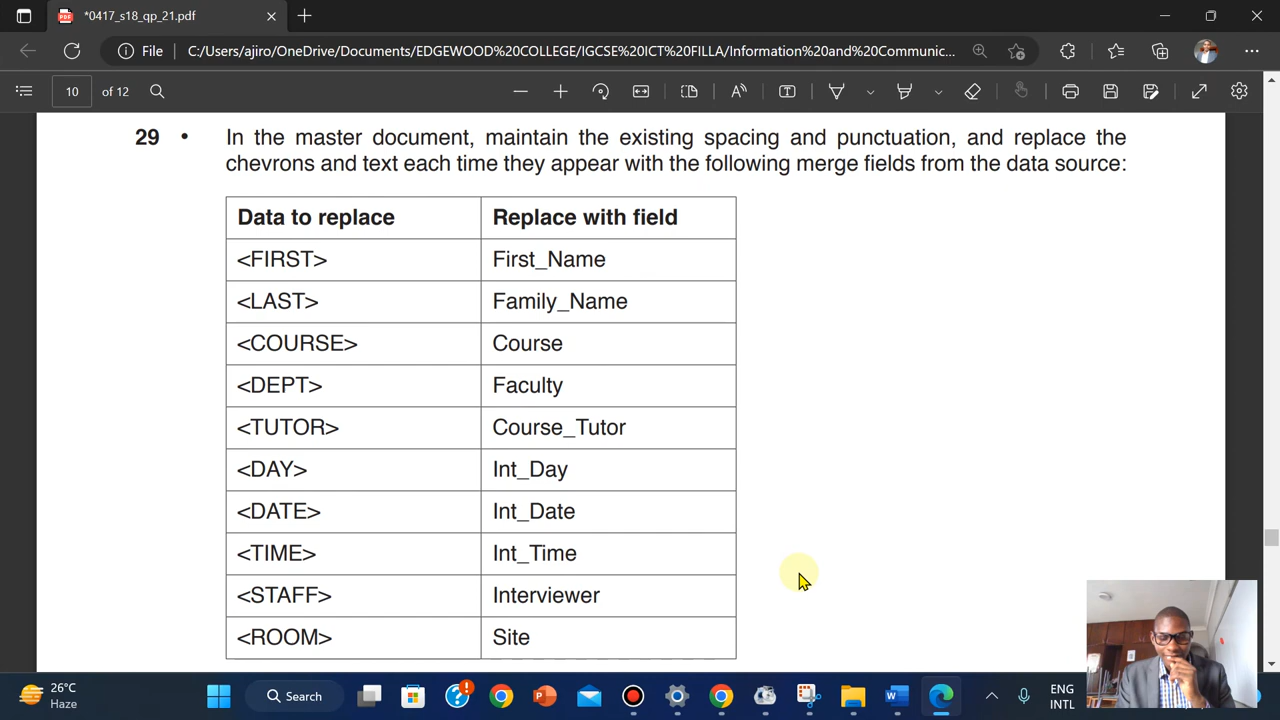 *0417_s18_qp_21.pdf
File
C:/Users/ajiro/OneDrive/Documents/EDGEWOOD%20COLLEGE/IGCSE%20ICT%20FILLA/Information%20and%20Communic...
10 of 12
29 • In the master document, maintain the existing spacing and punctuation, and replace the
chevrons and text each time they appear with the following merge fields from the data source:
Data to replace Replace with field
<FIRST> First_Name
<LAST> Family_Name
<COURSE> Course
<DEPT> Faculty
<TUTOR> Course_Tutor
<DAY> Int_Day
<DATE> Int_Date
<TIME> Int_Time
<STAFF> Interviewer
<ROOM> Site
26°C
Haze
Search
ENG
INTL